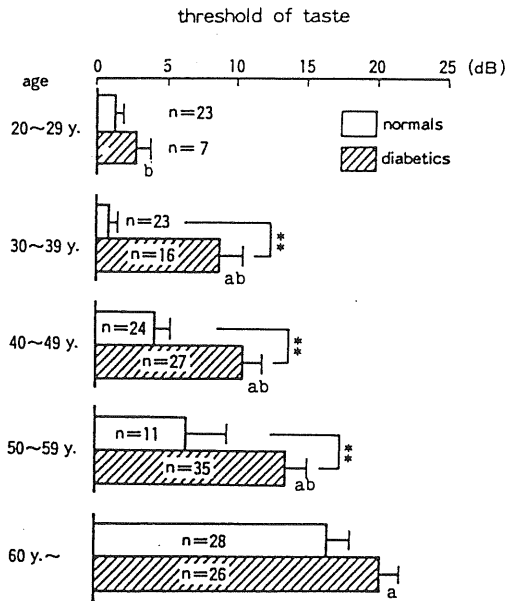 threshold of taste
0 5 10 15 20 25 (dB)
age
20~29 y.
n=23
n=7
b
normals
diabetics
30~39 y.
n=23
n=16
ab
**
40~49 y.
n=24
n=27
ab
**
50~59 y.
n=11
n=35
ab
**
60 y.~
n=28
n=26
a